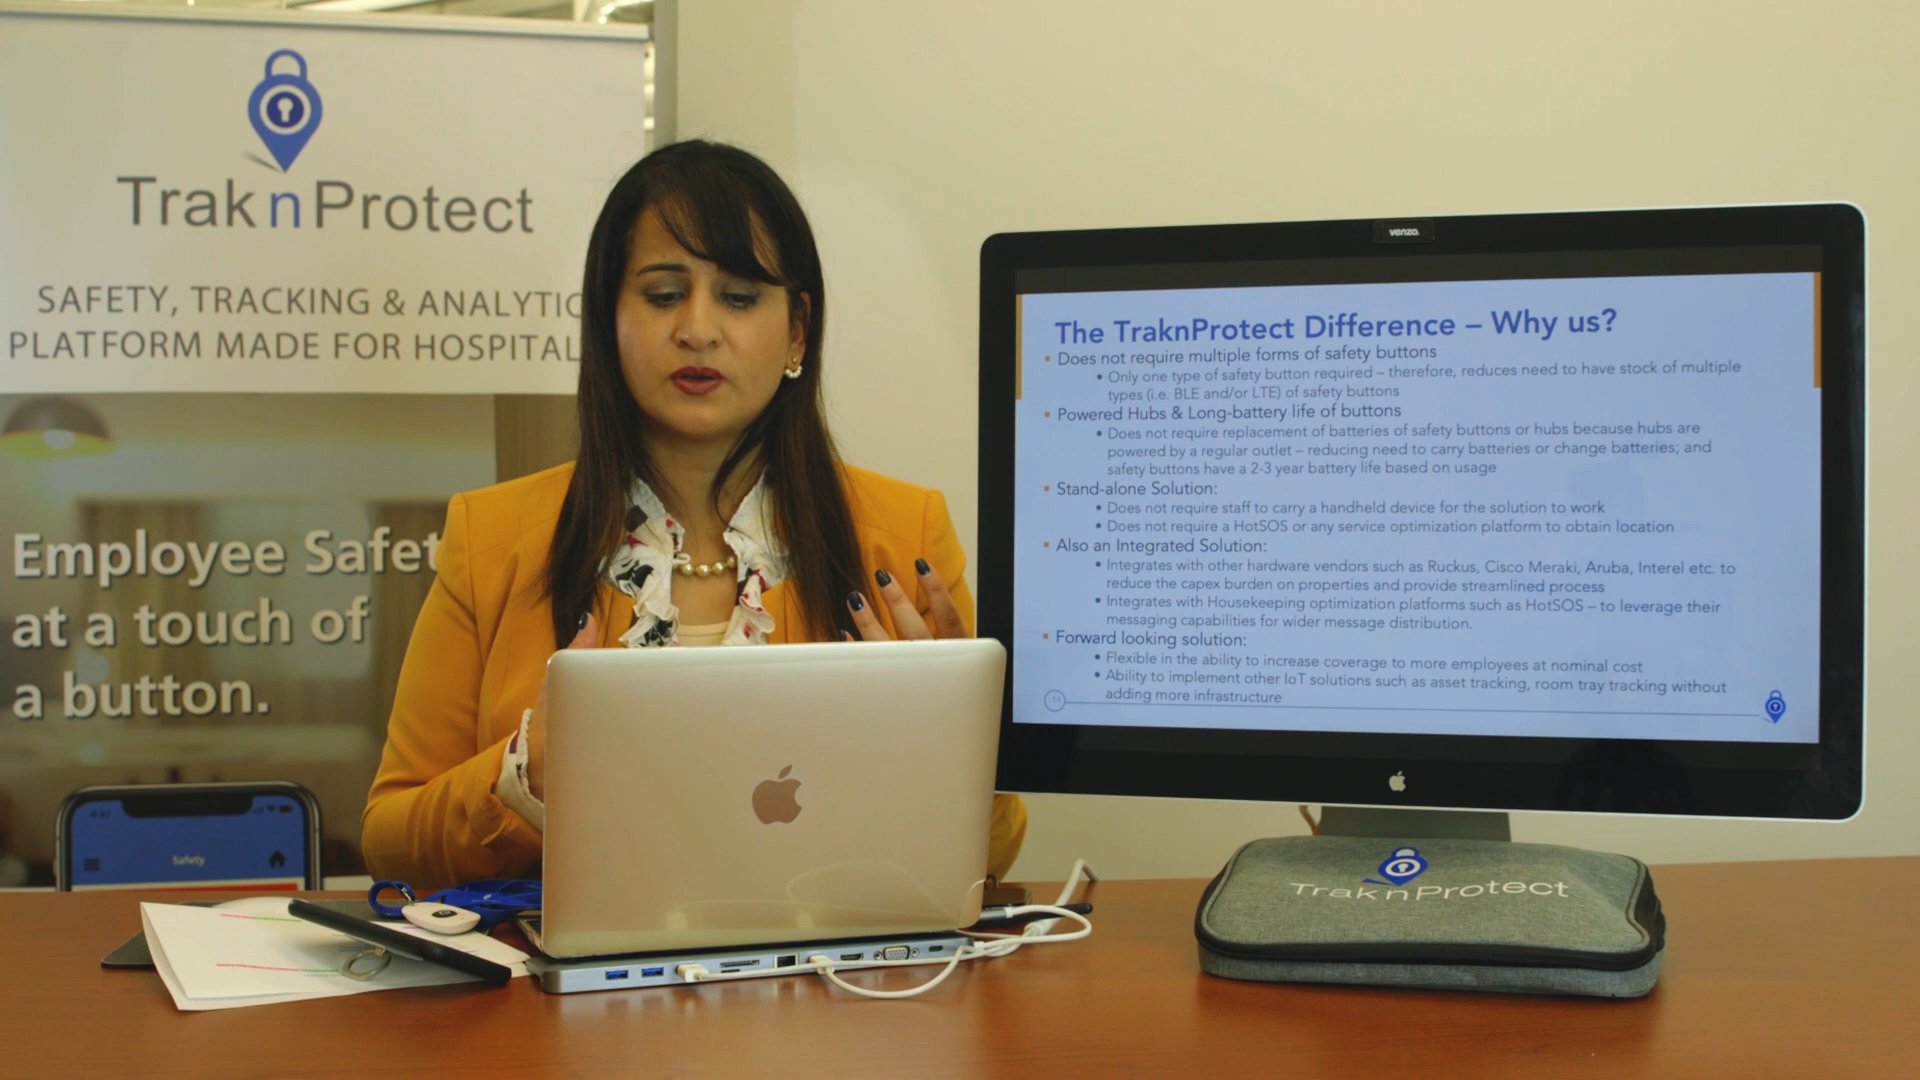 TraknProtect
SAFETY, TRACKING & ANALYTIC
PLATFORM MADE FOR HOSPITAL
Employee Safet
at a touch of
a button.
Safety
venzo.
The TraknProtect Difference – Why us?
Does not require multiple forms of safety buttons
Only one type of safety button required – therefore, reduces need to have stock of multiple
types (i.e. BLE and/or LTE) of safety buttons
Powered Hubs & Long-battery life of buttons
Does not require replacement of batteries of safety buttons or hubs because hubs are
powered by a regular outlet – reducing need to carry batteries or change batteries; and
safety buttons have a 2-3 year battery life based on usage
Stand-alone Solution:
Does not require staff to carry a handheld device for the solution to work
Does not require a HotSOS or any service optimization platform to obtain location
Also an Integrated Solution:
Integrates with other hardware vendors such as Ruckus, Cisco Meraki, Aruba, Interel etc. to
reduce the capex burden on properties and provide streamlined process
Integrates with Housekeeping optimization platforms such as HotSOS – to leverage their
messaging capabilities for wider message distribution.
Forward looking solution:
Flexible in the ability to increase coverage to more employees at nominal cost
Ability to implement other IoT solutions such as asset tracking, room tray tracking without
adding more infrastructure
TraknProtect